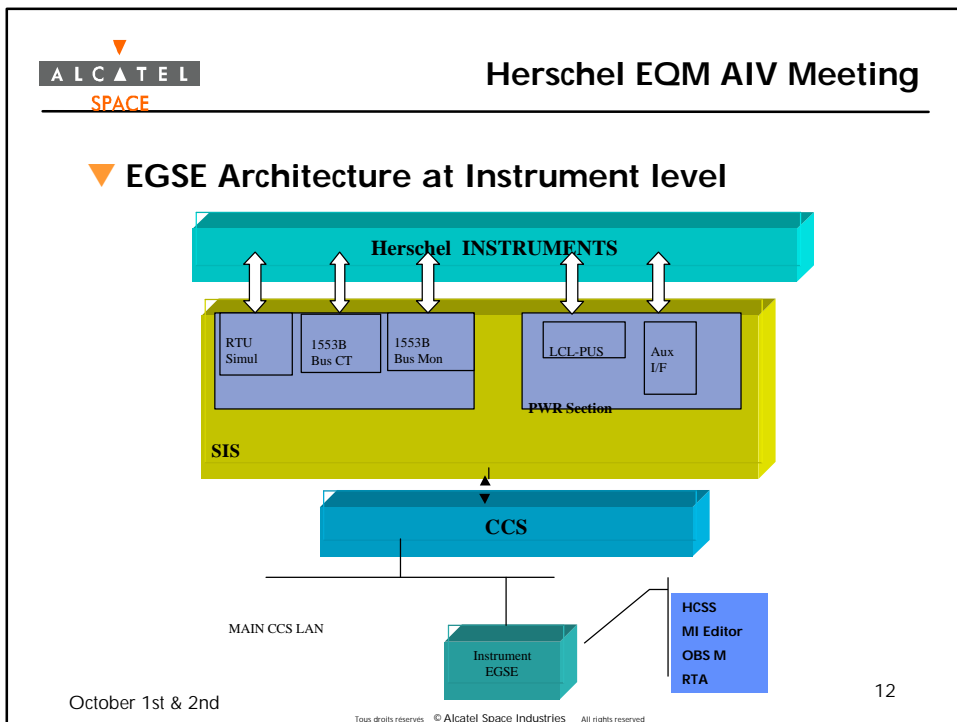 ALCATEL
SPACE
Herschel EQM AIV Meeting
EGSE Architecture at Instrument level
Herschel INSTRUMENTS
RTU
Simul
1553B
Bus CT
1553B
Bus Mon
LCL-PUS
Aux
I/F
PWR Section
SIS
CCS
MAIN CCS LAN
Instrument
EGSE
HCSS
MI Editor
OBS M
RTA
October 1st & 2nd
12
Tous droits réservés © Alcatel Space Industries All rights reserved